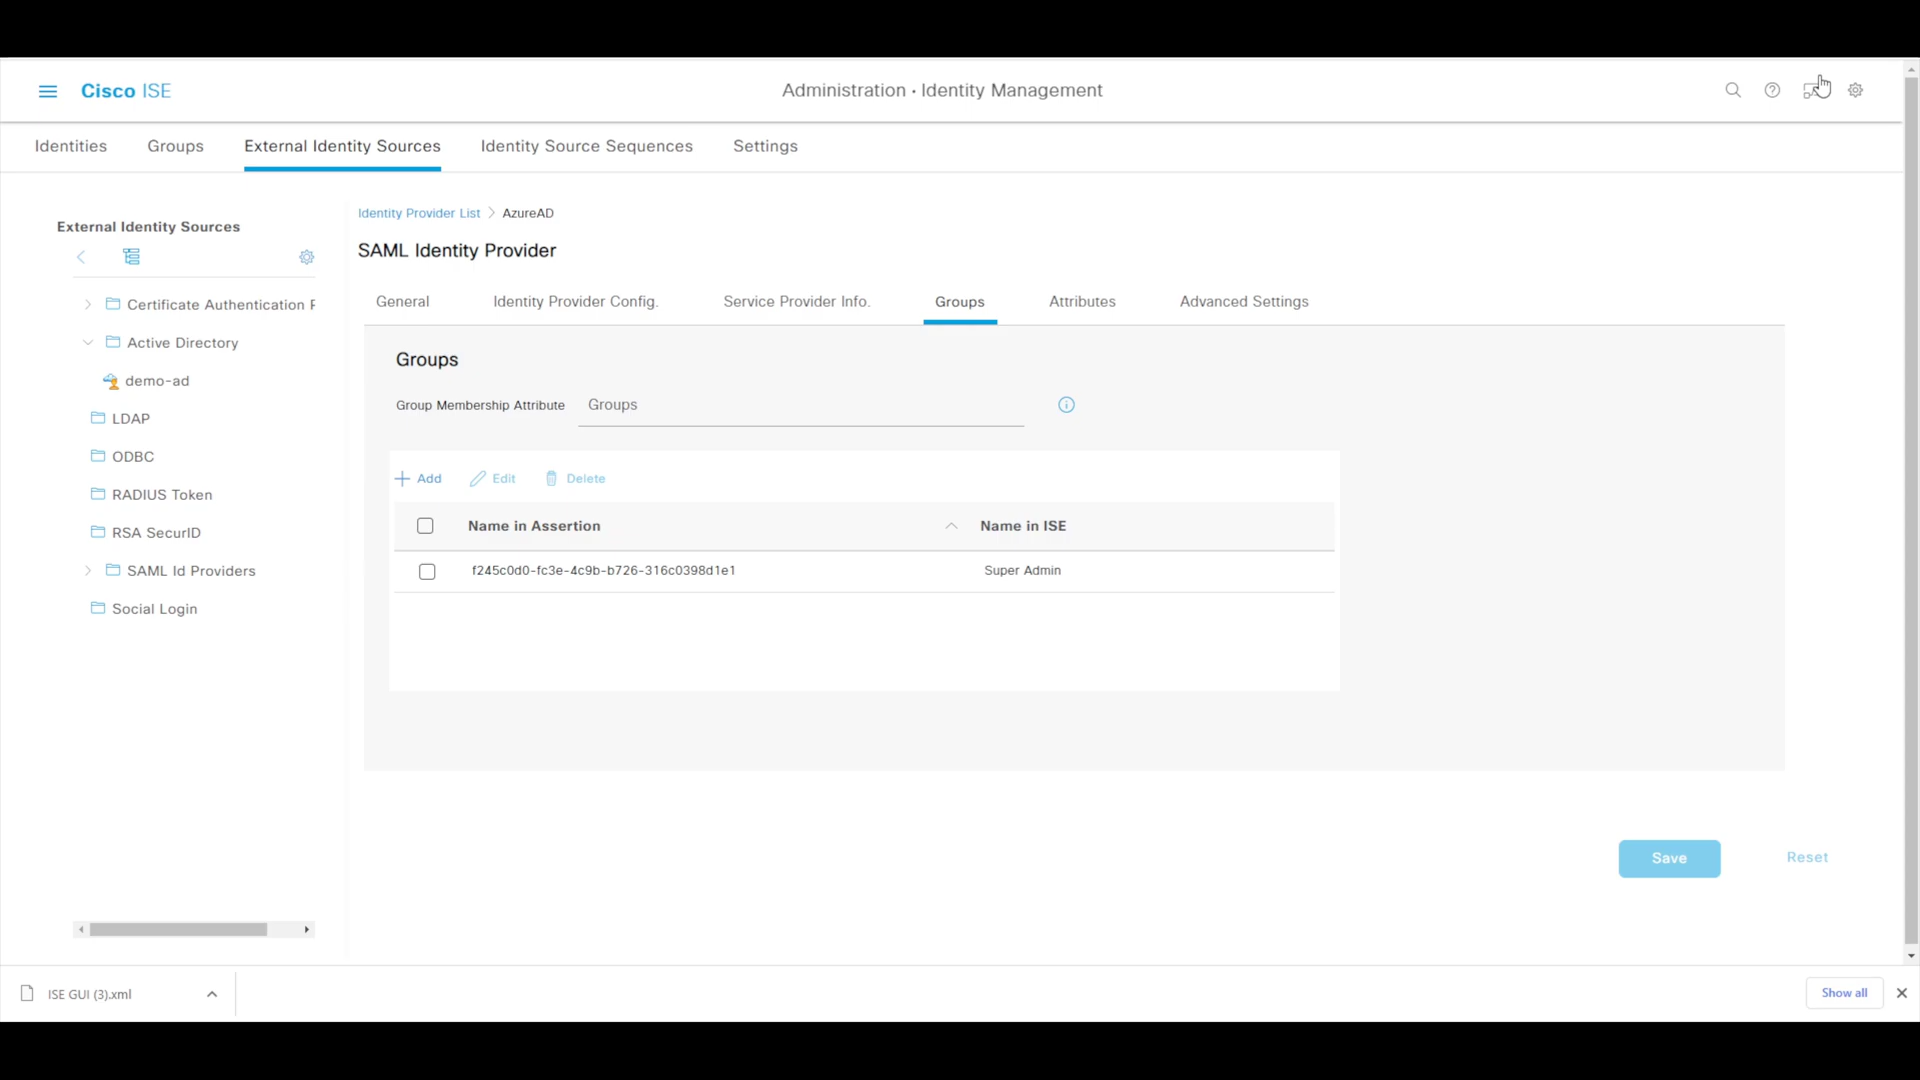 Cisco ISE
Administration · Identity Management
Identities
Groups
External Identity Sources
Identity Source Sequences
Settings
External Identity Sources
Certificate Authentication F
Active Directory
demo-ad
LDAP
ODBC
RADIUS Token
RSA SecurID
SAML Id Providers
Social Login
Identity Provider List > AzureAD
SAML Identity Provider
General
Identity Provider Config.
Service Provider Info.
Groups
Attributes
Advanced Settings
Groups
Group Membership Attribute
Groups
Add
Edit
Delete
Name in Assertion
Name in ISE
f245c0d0-fc3e-4c9b-b726-316c0398d1e1
Super Admin
Save
Reset
ISE GUI (3).xml
Show all